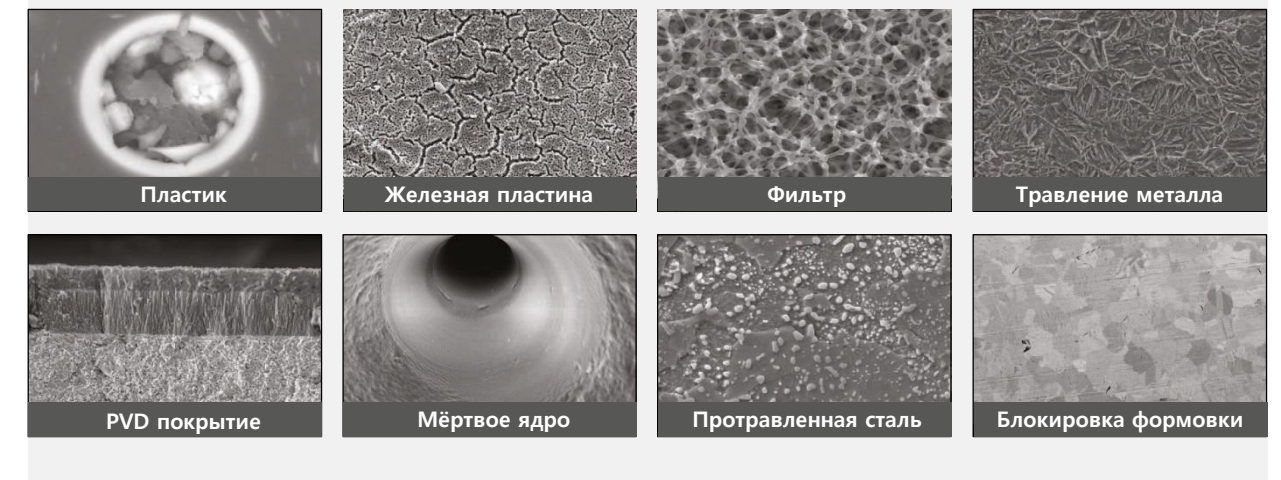 Пластик
Железная пластина
Фильтр
Травление металла
PVD покрытие
Мёртвое ядро
Протравленная сталь
Блокировка формовки